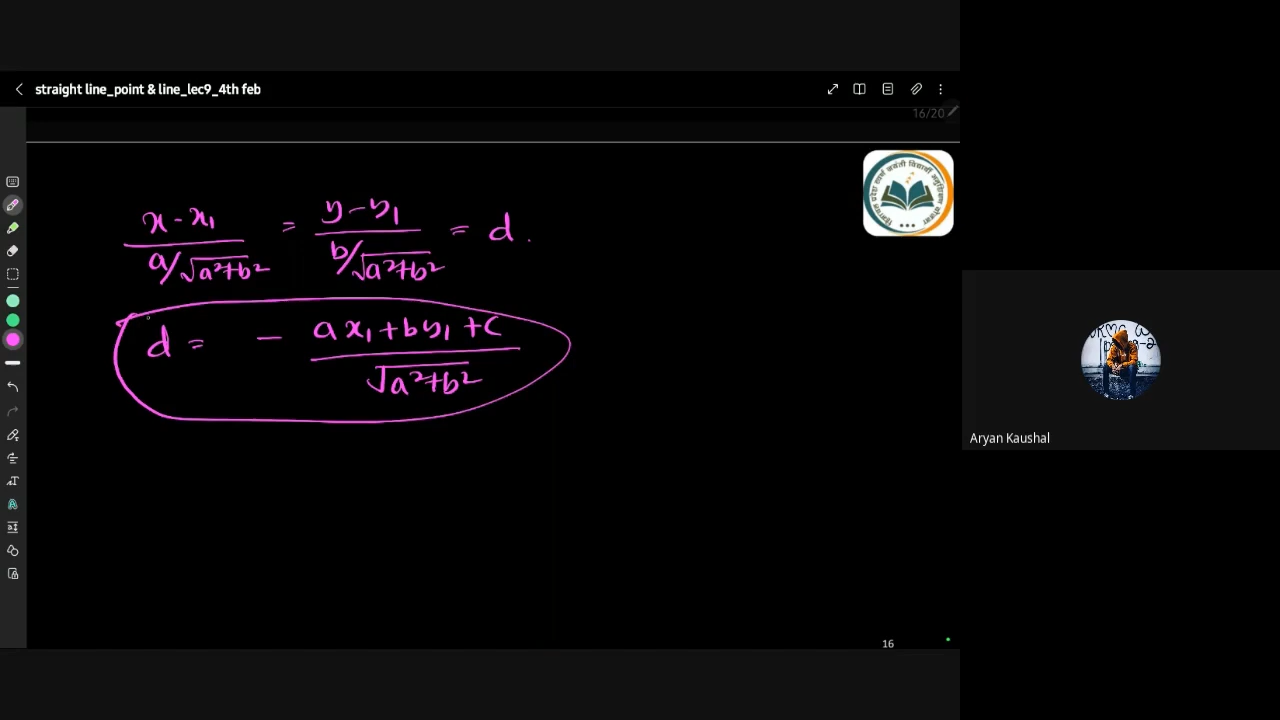 straight line_point & line_lec9_4th feb
16/20
x - x₁ / a/√a²+b² = y - y₁ / b/√a²+b² = d.
d = - ax₁+by₁+c / √a²+b²
Aryan Kaushal
16